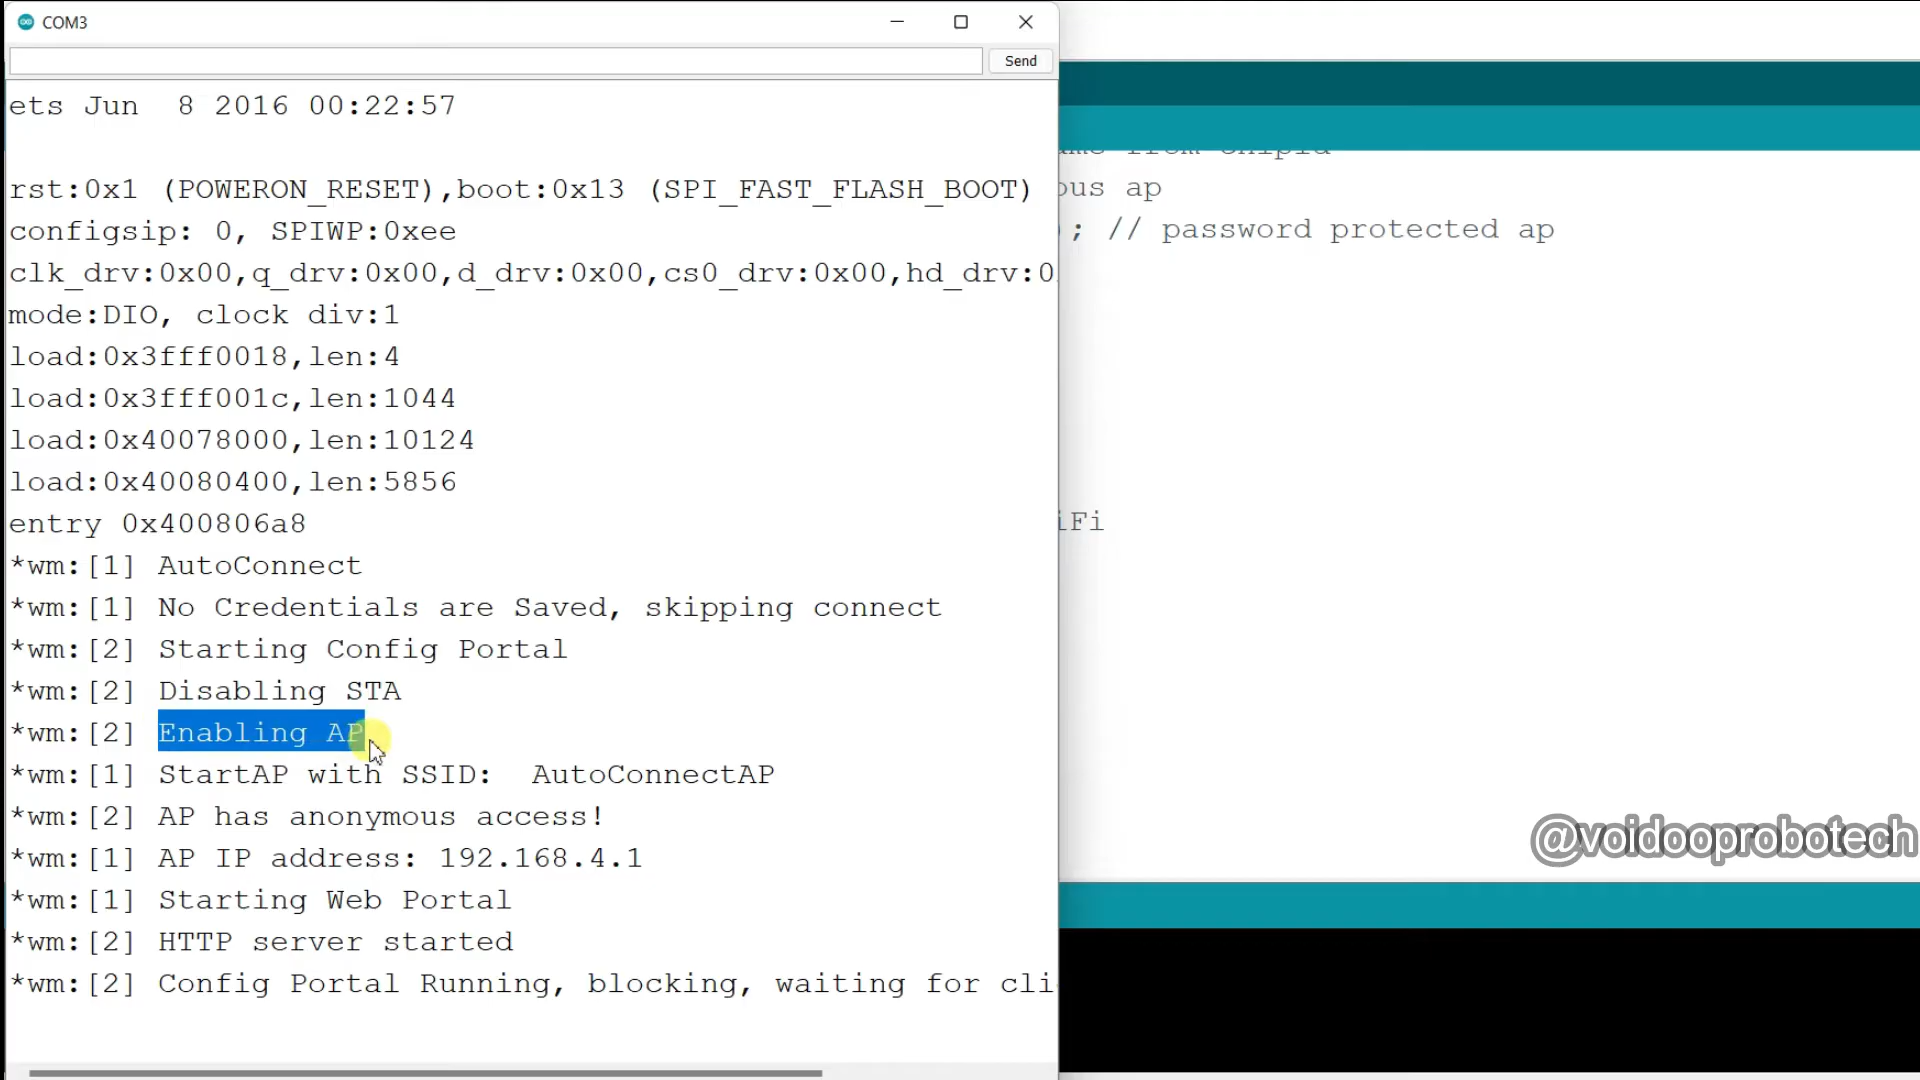 COM3
Send
ets Jun  8 2016 00:22:57
rst:0x1 (POWERON_RESET),boot:0x13 (SPI_FAST_FLASH_BOOT)
configsip: 0, SPIWP:0xee
clk_drv:0x00,q_drv:0x00,d_drv:0x00,cs0_drv:0x00,hd_drv:0
mode:DIO, clock div:1
load:0x3fff0018,len:4
load:0x3fff001c,len:1044
load:0x40078000,len:10124
load:0x40080400,len:5856
entry 0x400806a8
*wm:[1] AutoConnect
*wm:[1] No Credentials are Saved, skipping connect
*wm:[2] Starting Config Portal
*wm:[2] Disabling STA
*wm:[2] Enabling AP
*wm:[1] StartAP with SSID:  AutoConnectAP
*wm:[2] AP has anonymous access!
*wm:[1] AP IP address: 192.168.4.1
*wm:[1] Starting Web Portal
*wm:[2] HTTP server started
*wm:[2] Config Portal Running, blocking, waiting for cli
from
ous ap
); // password protected ap
iFi
@voidooprobotech